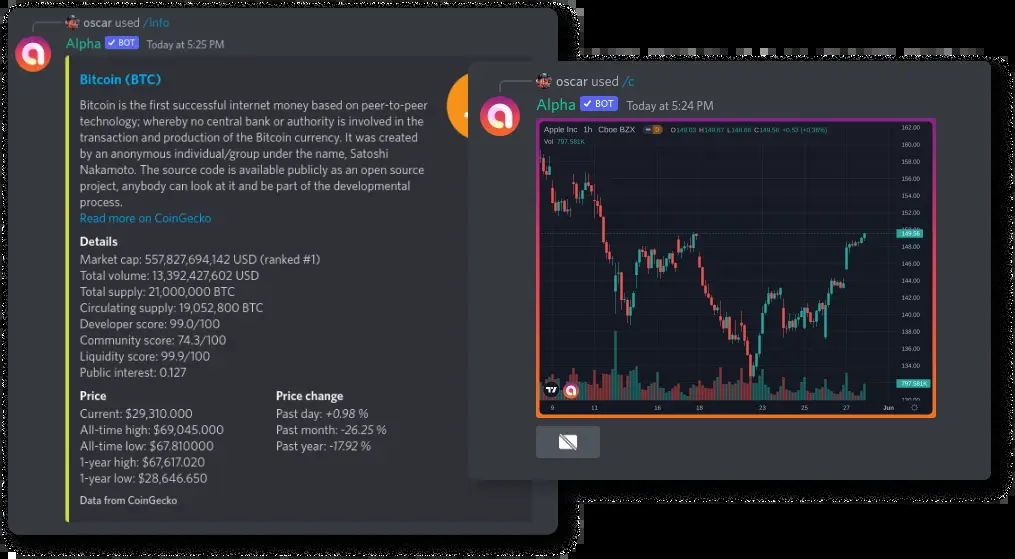 oscar used /info
Alpha BOT Today at 5:25 PM
Bitcoin (BTC)
Bitcoin is the first successful internet money based on peer-to-peer
technology; whereby no central bank or authority is involved in the
transaction and production of the Bitcoin currency. It was created
by an anonymous individual/group under the name, Satoshi
Nakamoto. The source code is available publicly as an open source
project, anybody can look at it and be part of the developmental
process.
Read more on CoinGecko
Details
Market cap: 557,827,694,142 USD (ranked #1)
Total volume: 13,392,427,602 USD
Total supply: 21,000,000 BTC
Circulating supply: 19,052,800 BTC
Developer score: 99.0/100
Community score: 74.3/100
Liquidity score: 99.9/100
Public interest: 0.127
Price
Current: $29,310.000
All-time high: $69,045.000
All-time low: $67.810000
1-year high: $67,617.020
1-year low: $28,646.650
Price change
Past day: +0.98 %
Past month: -26.25 %
Past year: -17.92 %
Data from CoinGecko
oscar used /c
Alpha BOT Today at 5:24 PM
Apple Inc 1h Cboe BZX D O149.03 H149.67 L148.86 C149.56 +0.53 (+0.36%)
Vol 797.581K
162.00
160.00
158.00
156.00
154.00
152.00
149.56
148.00
146.00
144.00
142.00
140.00
138.00
136.00
134.00
797.581K
130.00
9 11 16 18 23 25 27 Jun